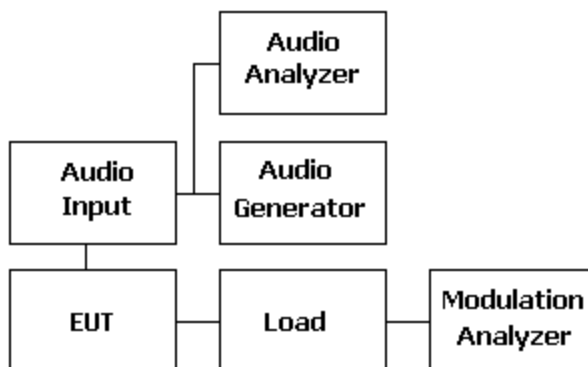 Audio
Analyzer
Audio
Input
Audio
Generator
EUT
Load
Modulation
Analyzer